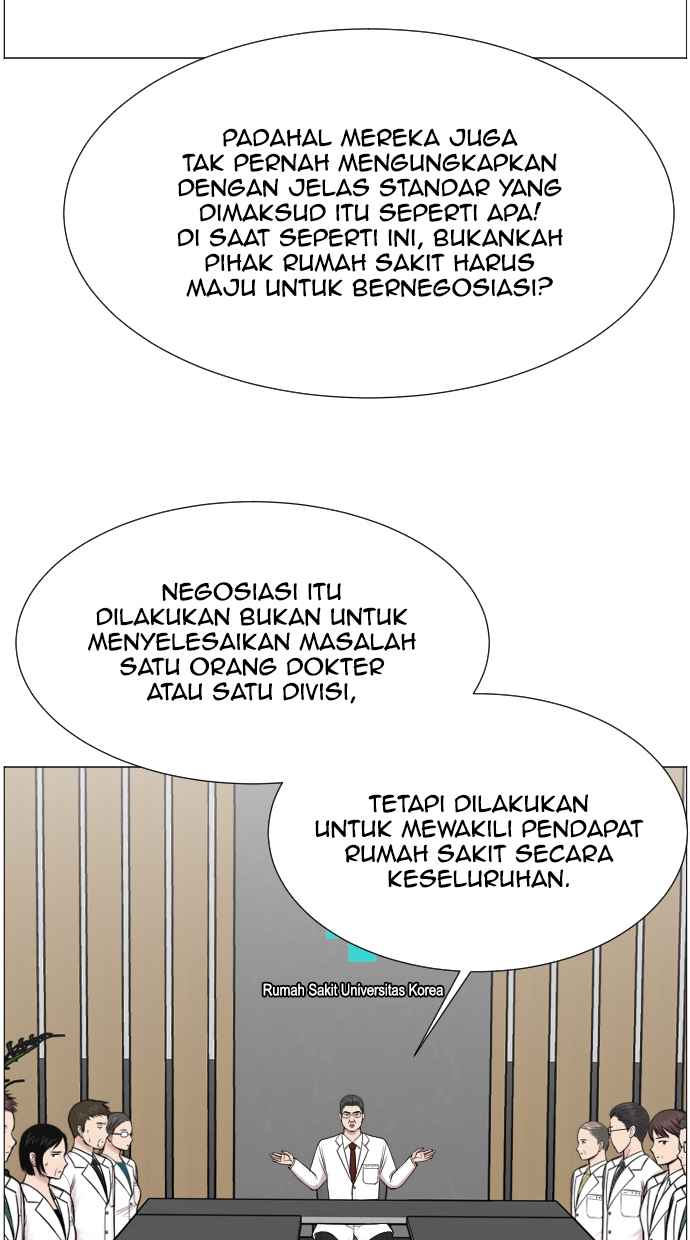 PADAHAL MEREKA JUGA
TAK PERNAH MENGUNGKAPKAN
DENGAN JELAS STANDAR YANG
DIMAKSUD ITU SEPERTI APA!
DI SAAT SEPERTI INI, BUKANKAH
PIHAK RUMAH SAKIT HARUS
MAJU UNTUK BERNEGOSIASI?
NEGOSIASI ITU
DILAKUKAN BUKAN UNTUK
MENYELESAIKAN MASALAH
SATU ORANG DOKTER
ATAU SATU DIVISI,
TETAPI DILAKUKAN
UNTUK MEWAKILI PENDAPAT
RUMAH SAKIT SECARA
KESELURUHAN.
Rumah Sakit Universitas Korea